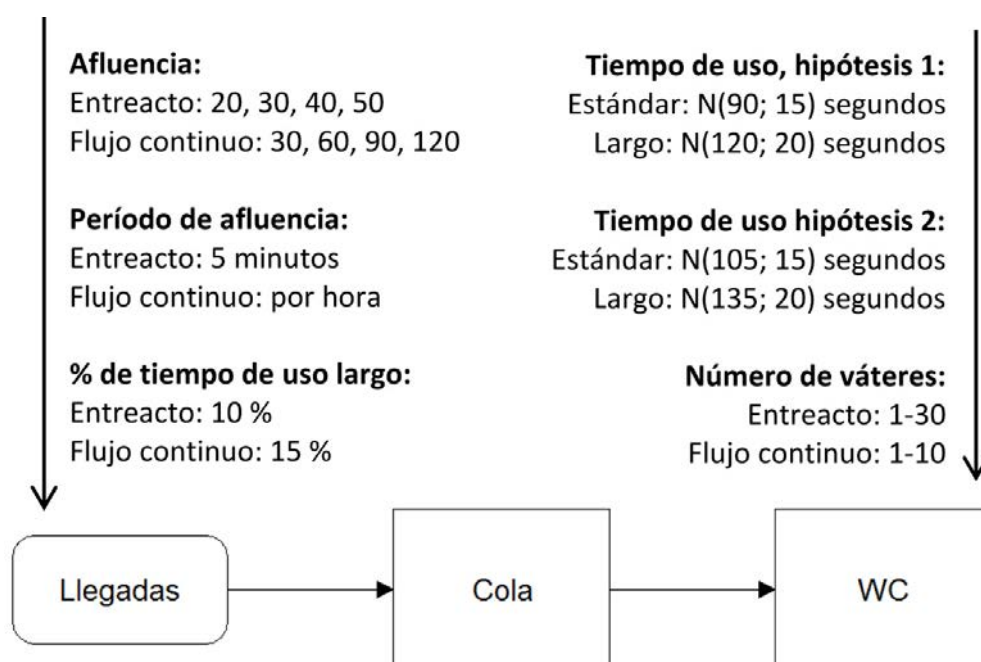 Afluencia:
Entreacto: 20, 30, 40, 50
Flujo continuo: 30, 60, 90, 120
Período de afluencia:
Entreacto: 5 minutos
Flujo continuo: por hora
% de tiempo de uso largo:
Entreacto: 10 %
Flujo continuo: 15 %
Tiempo de uso, hipótesis 1:
Estándar: N(90; 15) segundos
Largo: N(120; 20) segundos
Tiempo de uso hipótesis 2:
Estándar: N(105; 15) segundos
Largo: N(135; 20) segundos
Número de váteres:
Entreacto: 1-30
Flujo continuo: 1-10
Llegadas
Cola
WC